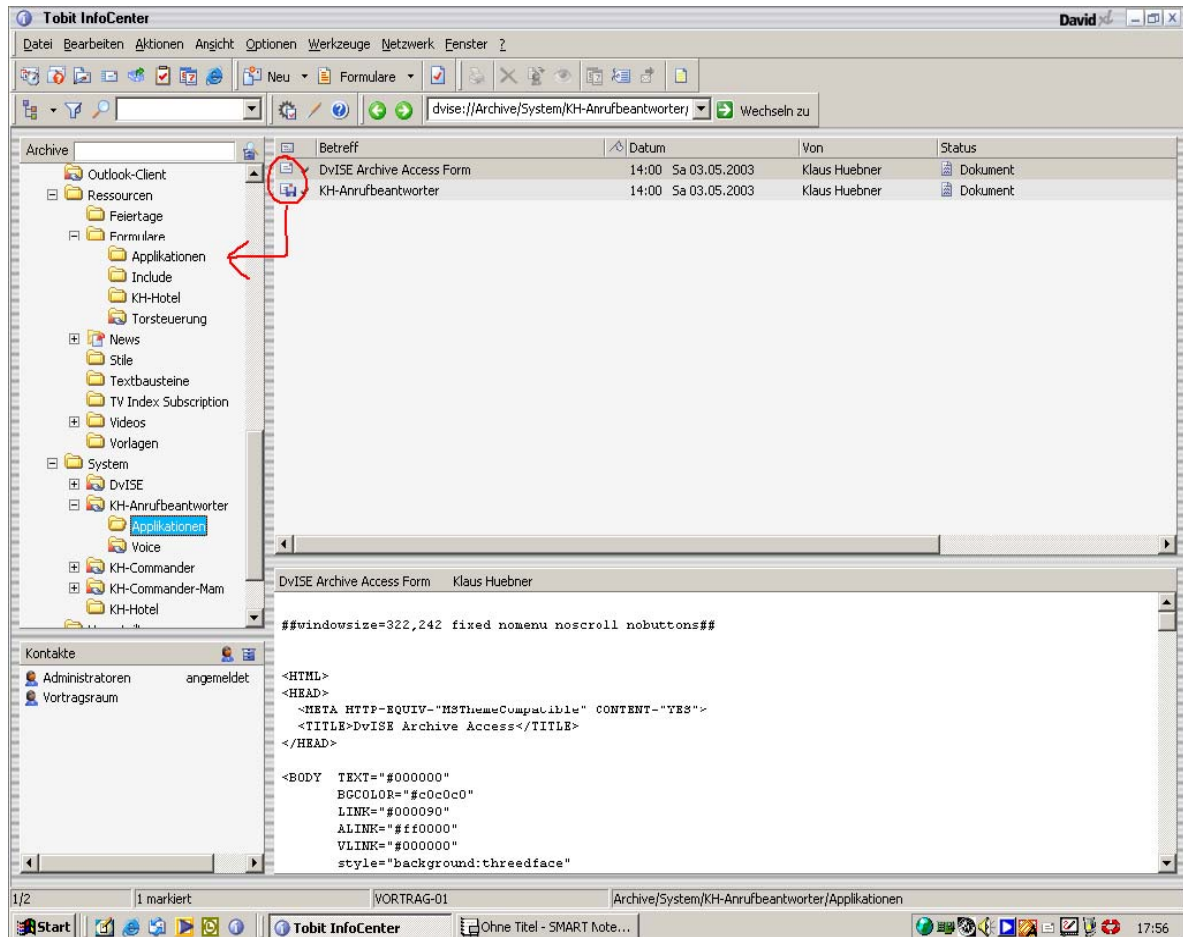 Tobit InfoCenter
David
Datei Bearbeiten Aktionen Ansicht Optionen Werkzeuge Netzwerk Fenster ?
Neu Formulare
dvise://Archive/System/KH-Anrufbeantworter/ Wechseln zu
Archive
Outlook-Client
Ressourcen
Feiertage
Formulare
Applikationen
Include
KH-Hotel
Torsteuerung
News
Stile
Textbausteine
TV Index Subscription
Videos
Vorlagen
System
DvISE
KH-Anrufbeantworter
Applikationen
Voice
KH-Commander
KH-Commander-Mam
KH-Hotel
Betreff Datum Von Status
DvISE Archive Access Form 14:00 Sa 03.05.2003 Klaus Huebner Dokument
KH-Anrufbeantworter 14:00 Sa 03.05.2003 Klaus Huebner Dokument
DvISE Archive Access Form Klaus Huebner
##windowsize=322,242 fixed nomenu noscroll nobuttons##
<HTML>
<HEAD>
<META HTTP-EQUIV="MSThemeCompatible" CONTENT="YES">
<TITLE>DvISE Archive Access</TITLE>
</HEAD>
<BODY TEXT="#000000"
BGCOLOR="#c0c0c0"
LINK="#000090"
ALINK="#ff0000"
VLINK="#000000"
style="background:threedface"
Kontakte
Administratoren angemeldet
Vortragsraum
1/2 1 markiert VORTRAG-01 Archive/System/KH-Anrufbeantworter/Applikationen
Start Tobit InfoCenter Ohne Titel - SMART Note... 17:56